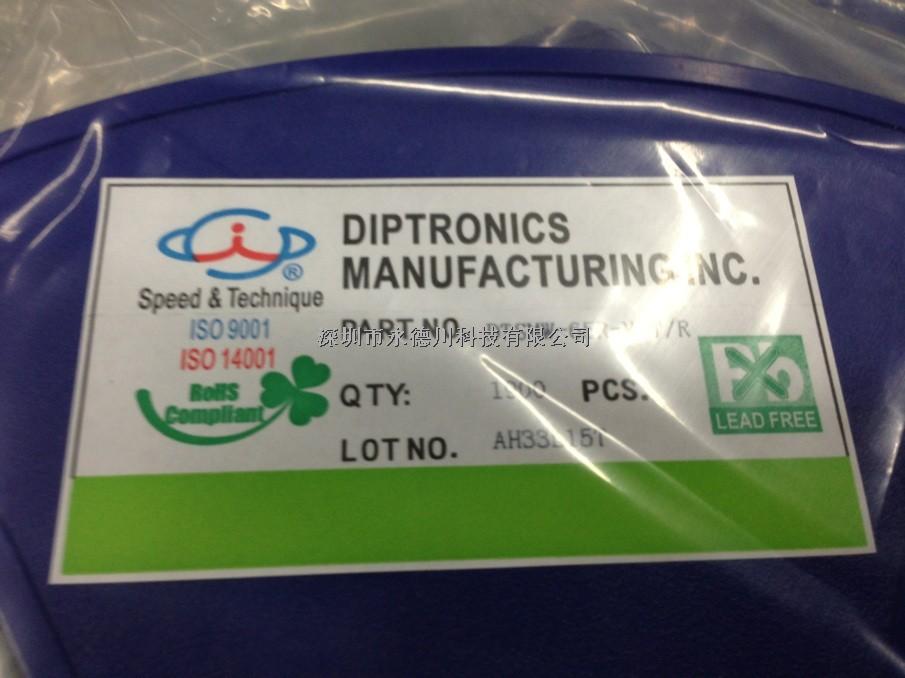 DIPTRONICS
MANUFACTURING INC.
®
Speed & Technique
ISO 9001
ISO 14001
RoHS
Compliant
PART NO.
深圳市永德川科技有限公司
QTY: PCS.
LOT NO.
Pb
LEAD FREE